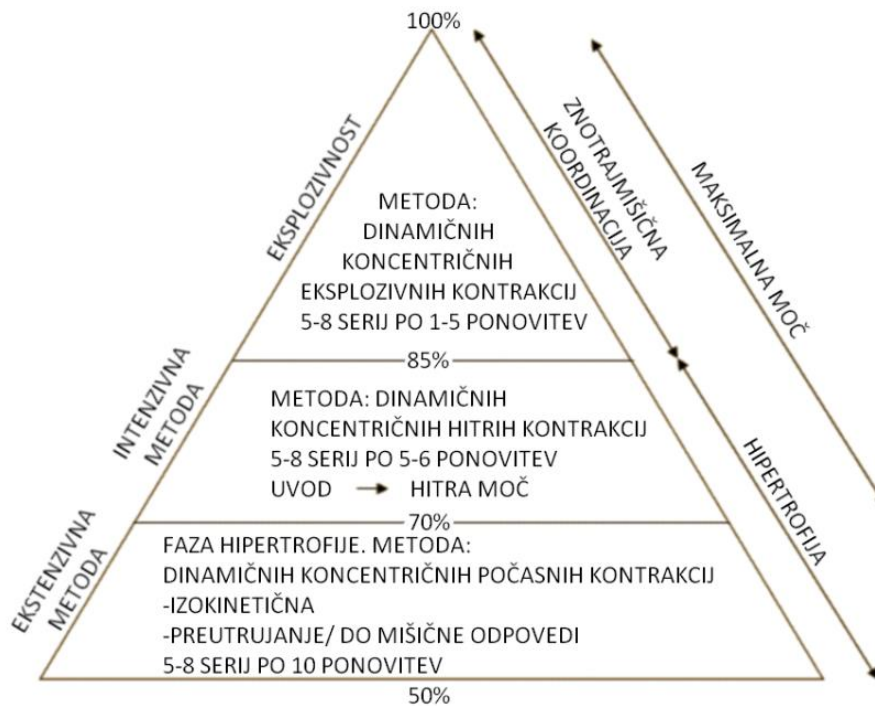 100%
EKSPLOZIVNOST
ZNOTRAJMIŠIČNA
KOORDINACIJA
MAKSIMALNA MOČ
METODA:
DINAMIČNIH
KONCENTRIČNIH
EKSPLOZIVNIH KONTRAKCIJ
5-8 SERIJ PO 1-5 PONOVITEV
85%
INTENZIVNA
METODA
METODA: DINAMIČNIH
KONCENTRIČNIH HITRIH KONTRAKCIJ
5-8 SERIJ PO 5-6 PONOVITEV
UVOD → HITRA MOČ
HIPERTROFIJA
70%
EKSTENZIVNA
METODA
FAZA HIPERTROFIJE. METODA:
DINAMIČNIH KONCENTRIČNIH POČASNIH KONTRAKCIJ
-IZOKINETIČNA
-PREUTRUJANJE/ DO MIŠIČNE ODPOVEDI
5-8 SERIJ PO 10 PONOVITEV
50%